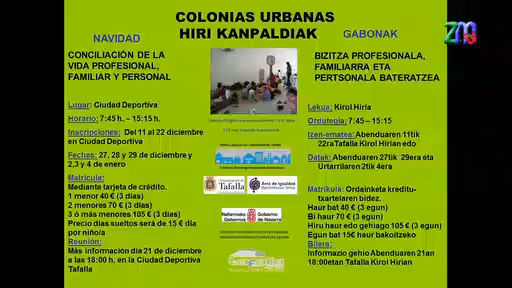 COLONIAS URBANAS
HIRI KANPALDIAK
NAVIDAD
CONCILIACIÓN DE LA
VIDA PROFESIONAL,
FAMILIAR Y PERSONAL
Lugar: Ciudad Deportiva
Horario: 7:45 h. – 15:15 h.
Inscripciones: Del 11 al 22 diciembre
en Ciudad Deportiva
Fechas: 27, 28 y 29 de diciembre y
2,3 y 4 de enero
Matricula:
Mediante tarjeta de crédito.
1 menor 40 € (3 días)
2 menores 70 € (3 días)
3 ó más menores 105 € (3 días)
Precio días sueltos será de 15 € día
por niño/a
Reunión:
Más información día 21 de diciembre
a las 18:00 h. en la Ciudad Deportiva
Tafalla
Tafalla
Área de Igualdad
Nafarroako Gobernua
Gobierno de Navarra
GABONAK
BIZITZA PROFESIONALA,
FAMILIARRA ETA
PERTSONALA BATERATZEA
Lekua: Kirol Hiria
Ordutegia: 7:45 – 15:15
Izen-ematea: Abenduaren 11tik
22ra Tafalla Kirol Hirian edo
Datak: Abenduaren 27tik 29era eta
Urtarrilaren 2tik 4era
Matrikula: Ordainketa kreditu-
txartelaren bidez.
Haur bat 40 € (3 egun)
Bi haur 70 € (3 egun)
Hiru haur edo gehiago 105 € (3 egun)
Egun bat 15€ haur bakoitzeko
Bilera:
Informazio gehio Abenduaren 21an
18:00etan Tafalla Kirol Hirian